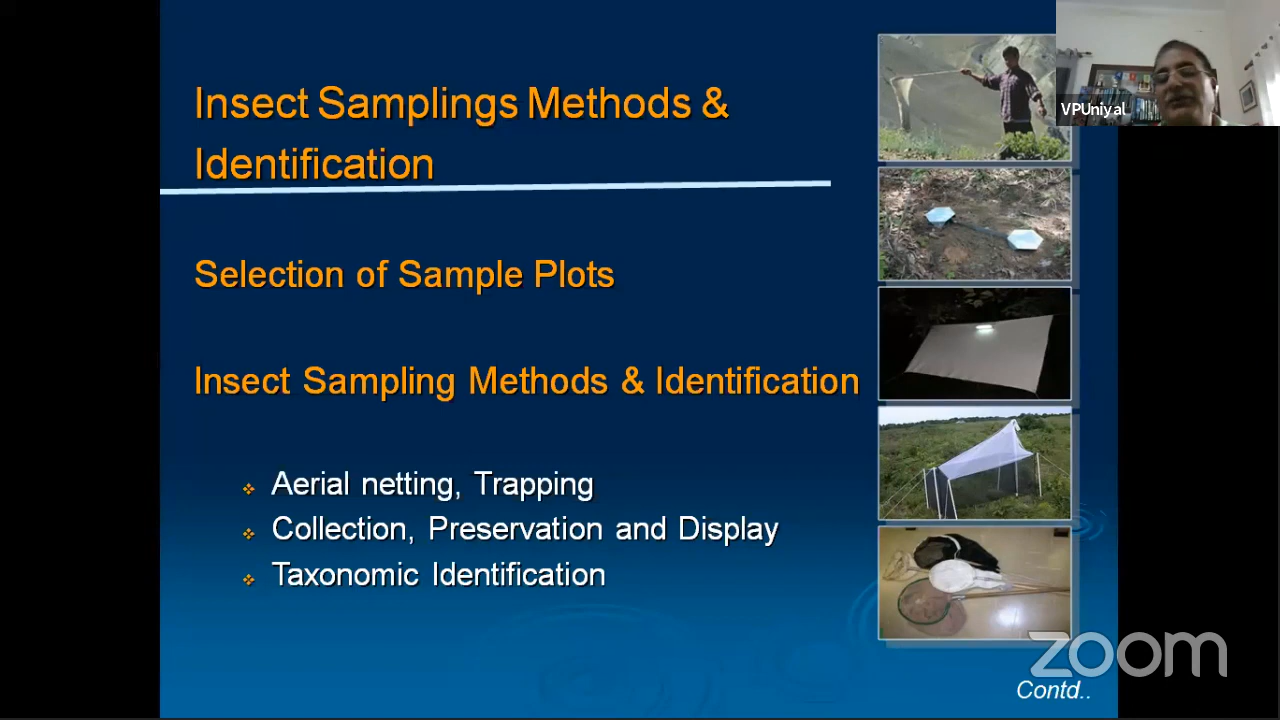 Insect Samplings Methods &
Identification
Selection of Sample Plots
Insect Sampling Methods & Identification
Aerial netting, Trapping
Collection, Preservation and Display
Taxonomic Identification
Contd..
VPUniyal
zoom